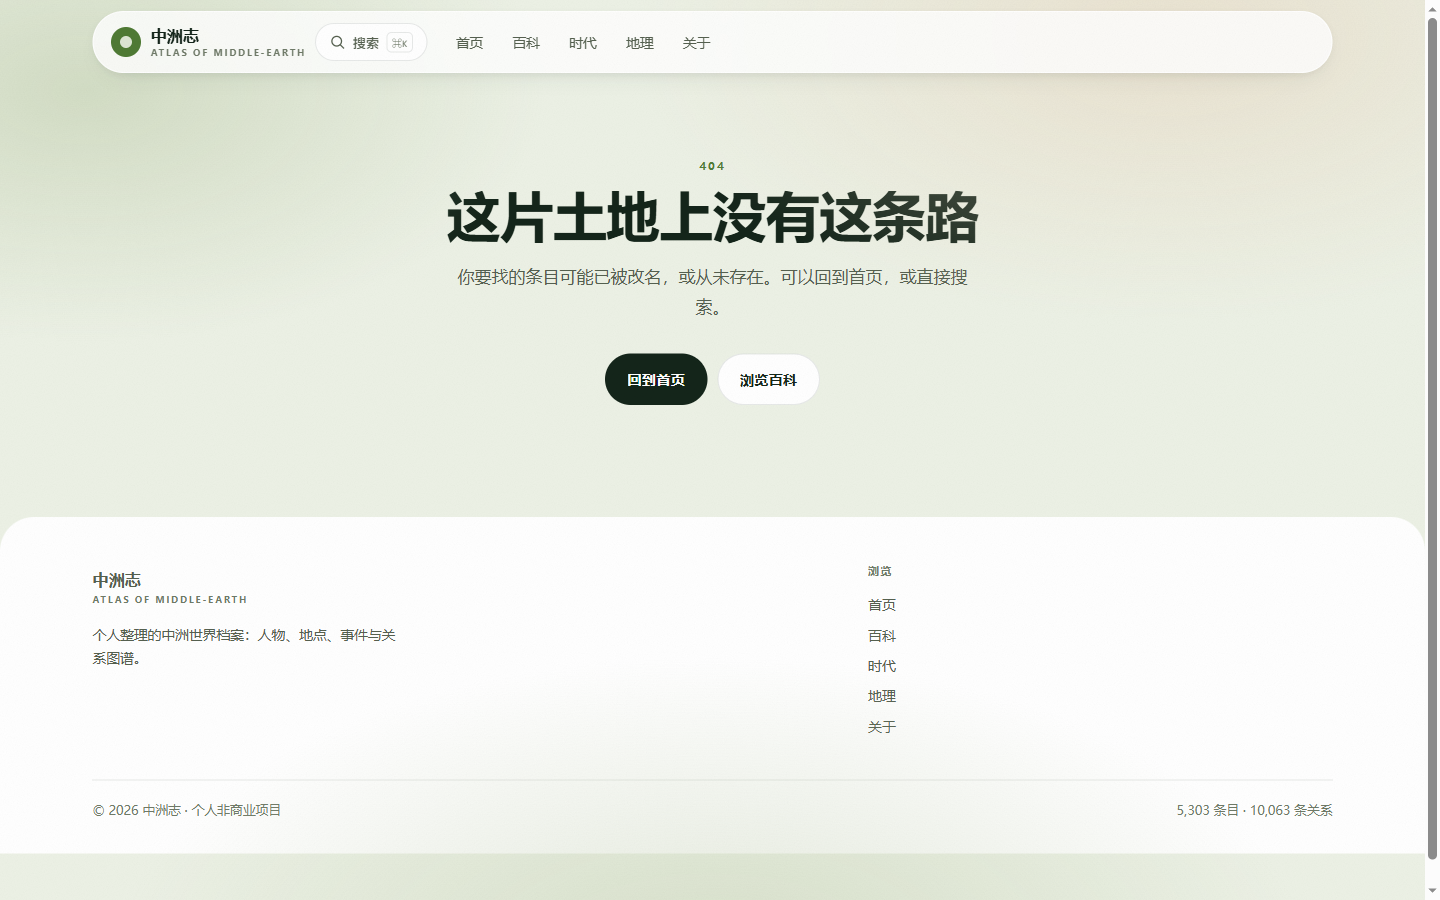 中洲志
ATLAS OF MIDDLE-EARTH
搜索 ⌘K
首页 百科 时代 地理 关于
404
这片土地上没有这条路
你要找的条目可能已被改名，或从未存在。可以回到首页，或直接搜
索。
回到首页 浏览百科
中洲志
ATLAS OF MIDDLE-EARTH
个人整理的中洲世界档案：人物、地点、事件与关
系图谱。
浏览
首页
百科
时代
地理
关于
© 2026 中洲志 · 个人非商业项目
5,303 条目 · 10,063 条关系